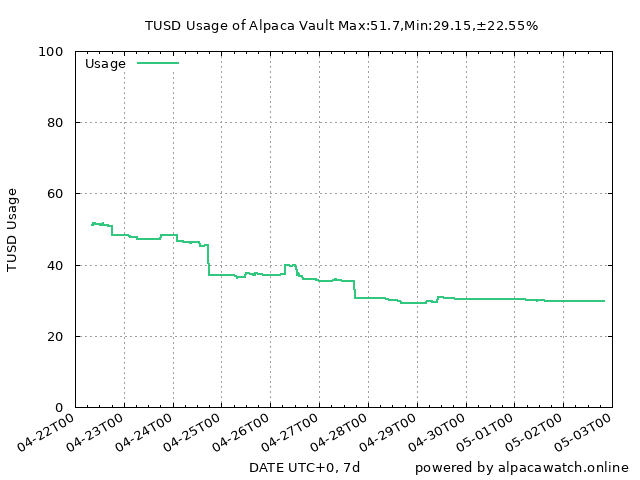 TUSD Usage of Alpaca Vault Max:51.7,Min:29.15,±22.55%
Usage
TUSD Usage
100
80
60
40
20
0
04-22T00
04-23T00
04-24T00
04-25T00
04-26T00
04-27T00
04-28T00
04-29T00
04-30T00
05-01T00
05-02T00
05-03T00
DATE UTC+0, 7d
powered by alpacawatch.online